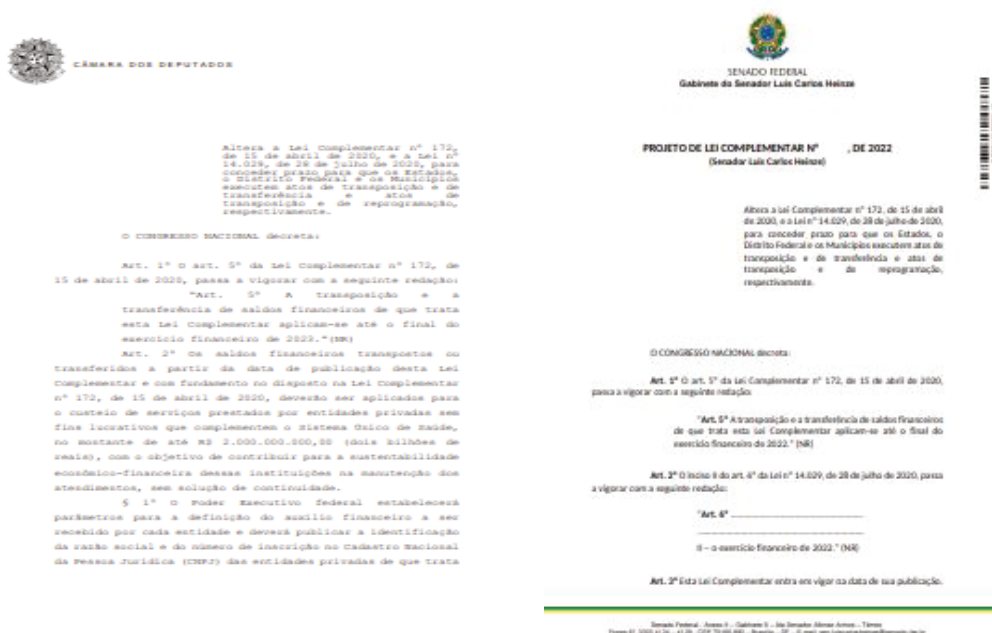 CÂMARA DOS DEPUTADOS
Altera a Lei Complementar nº 172,
de 15 de abril de 2020, e a Lei nº
14.029, de 28 de julho de 2020, para
conceder prazo para que os Estados,
o Distrito Federal e os Municípios
executem atos de transposição e de
transferência e atos de
transposição e de reprogramação,
respectivamente.
O CONGRESSO NACIONAL decreta:
Art. 1º O art. 5º da Lei Complementar nº 172, de
15 de abril de 2020, passa a vigorar com a seguinte redação:
"Art. 5º A transposição e a
transferência de saldos financeiros de que trata
esta Lei Complementar aplicam-se até o final do
exercício financeiro de 2023."(NR)
Art. 2º Os saldos financeiros transpostos ou
transferidos a partir da data de publicação desta Lei
Complementar e com fundamento no disposto na Lei Complementar
nº 172, de 15 de abril de 2020, deverão ser aplicados para
o custeio de serviços prestados por entidades privadas sem
fins lucrativos que complementem o Sistema Único de Saúde,
no montante de até R$ 2.000.000.000,00 (dois bilhões de
reais), com o objetivo de contribuir para a sustentabilidade
econômico-financeira dessas instituições na manutenção dos
atendimentos, sem solução de continuidade.
§ 1º O Poder Executivo federal estabelecerá
parâmetros para a definição do auxílio financeiro a ser
recebido por cada entidade e deverá publicar a identificação
da razão social e do número de inscrição no Cadastro Nacional
da Pessoa Jurídica (CNPJ) das entidades privadas de que trata
SENADO FEDERAL
Gabinete do Senador Luis Carlos Heinze
PROJETO DE LEI COMPLEMENTAR Nº , DE 2022
(Senador Luis Carlos Heinze)
Altera a Lei Complementar nº 172, de 15 de abril
de 2020, e a Lei nº 14.029, de 28 de julho de 2020,
para conceder prazo para que os Estados, o
Distrito Federal e os Municípios executem atos de
transposição e de transferência e atos de
transposição e de reprogramação,
respectivamente.
O CONGRESSO NACIONAL decreta:
Art. 1º O art. 5º da Lei Complementar nº 172, de 15 de abril de 2020,
passa a vigorar com a seguinte redação:
"Art. 5º A transposição e a transferência de saldos financeiros
de que trata esta Lei Complementar aplicam-se até o final do
exercício financeiro de 2022." (NR)
Art. 2º O inciso II do art. 6º da Lei nº 14.029, de 28 de julho de 2020, passa
a vigorar com a seguinte redação:
"Art. 6º ................................................
................................................
II – o exercício financeiro de 2022." (NR)
Art. 3º Esta Lei Complementar entra em vigor na data de sua publicação.
Senado Federal - Anexo II - Gabinete